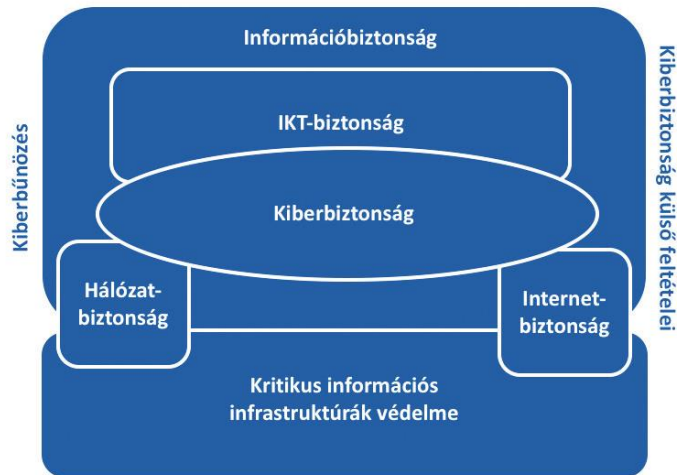 Információbiztonság
IKT-biztonság
Kiberbiztonság
Kiberbűnözés
Kiberbiztonság külső feltételei
Hálózat-
biztonság
Internet-
biztonság
Kritikus információs
infrastruktúrák védelme